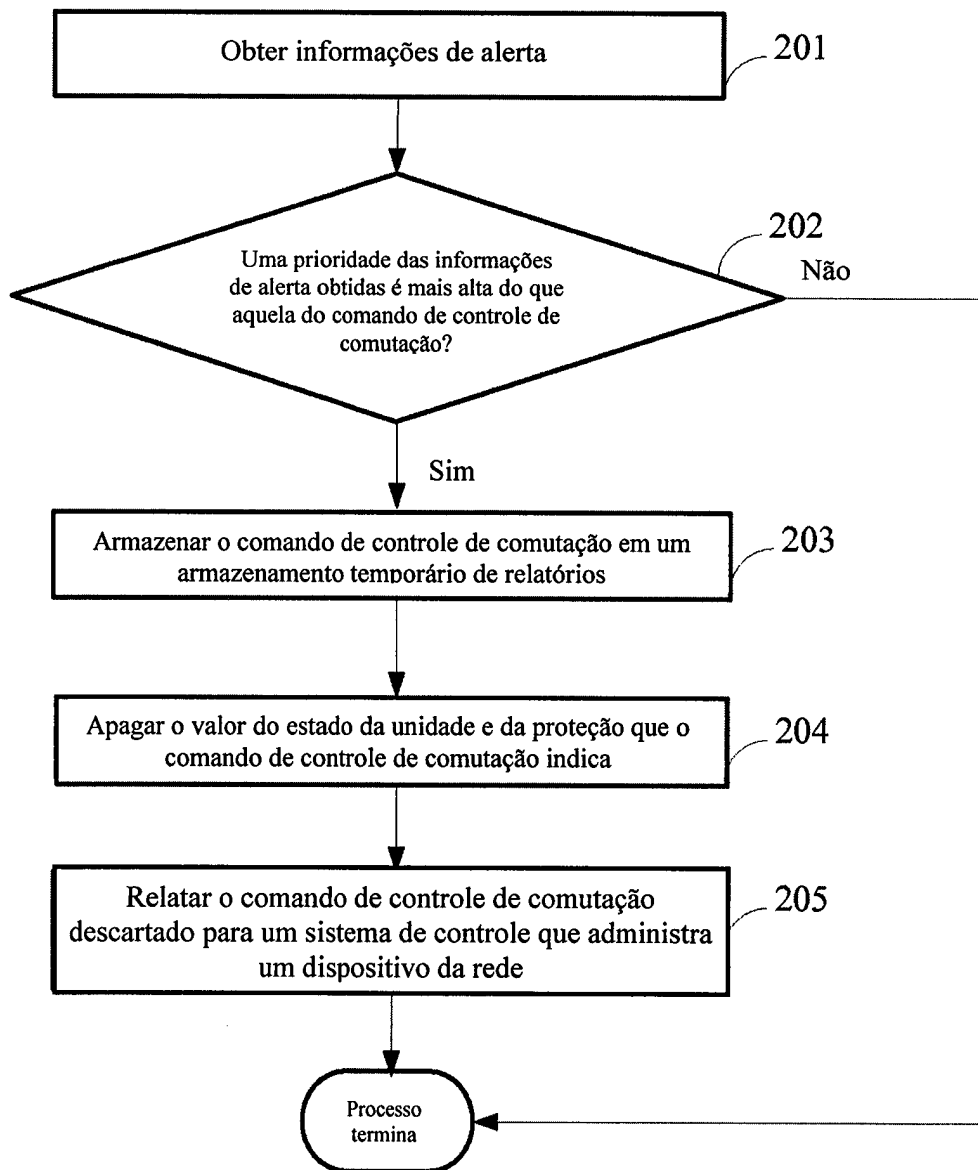 Obter informações de alerta
201
202
Não
Uma prioridade das informações
de alerta obtidas é mais alta do que
aquela do comando de controle de
comutação?
Sim
Armazenar o comando de controle de comutação em um
armazenamento temporário de relatórios
203
Apagar o valor do estado da unidade e da proteção que o
comando de controle de comutação indica
204
Relatar o comando de controle de comutação
descartado para um sistema de controle que administra
um dispositivo da rede
205
Processo
termina